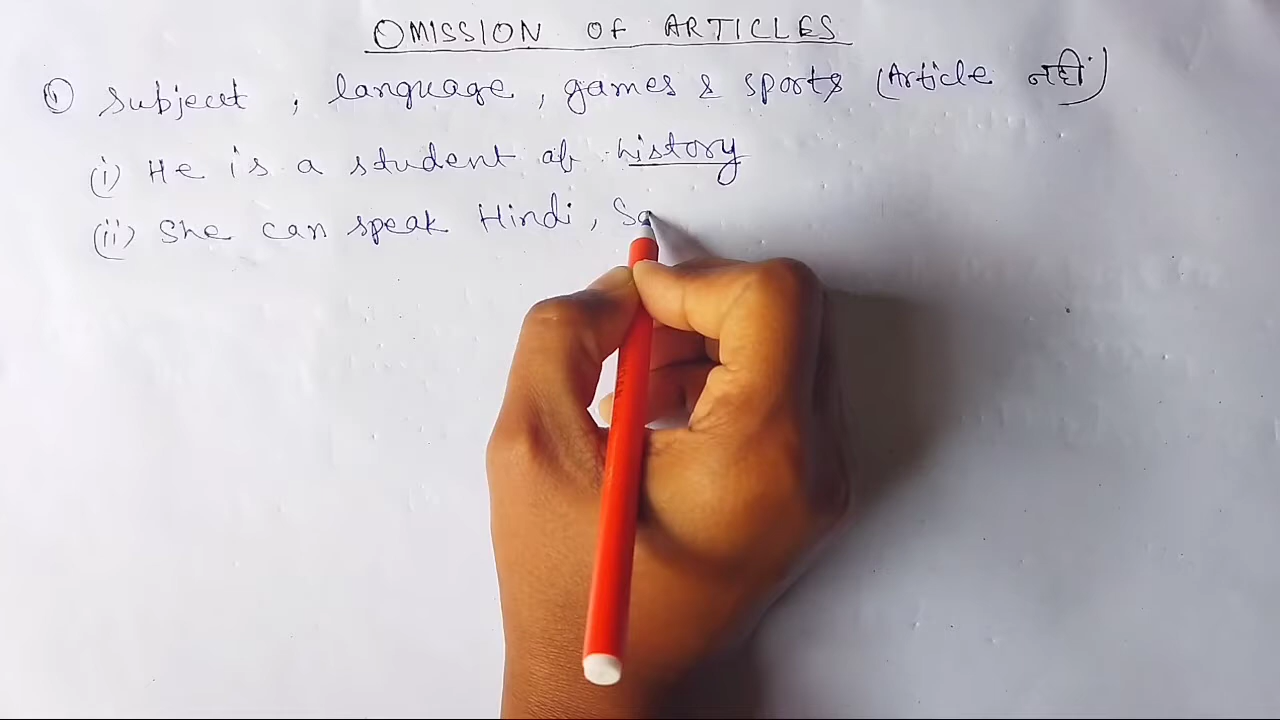 OMISSION OF ARTICLES
① Subject, language, games & sports (Article नहीं)
(i) He is a student of history
(ii) She can speak Hindi, Sa